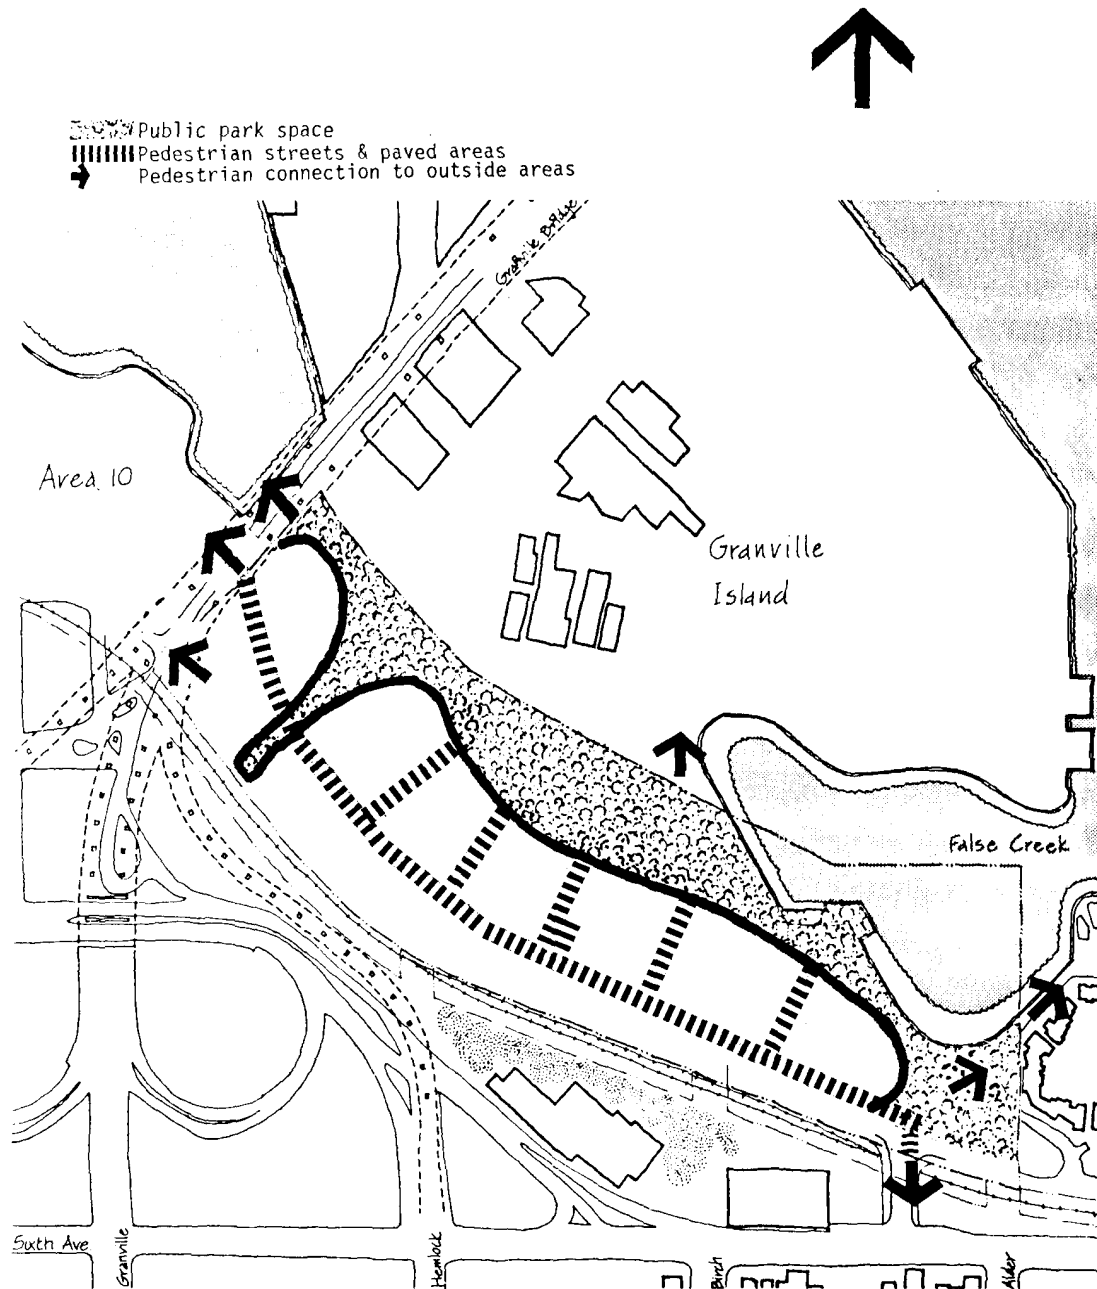 Public park space
Pedestrian streets & paved areas
Pedestrian connection to outside areas
Granville Bridge
Area 10
Granville
Island
False Creek
Sixth Ave
Granville
Hemlock
Birch
Alder